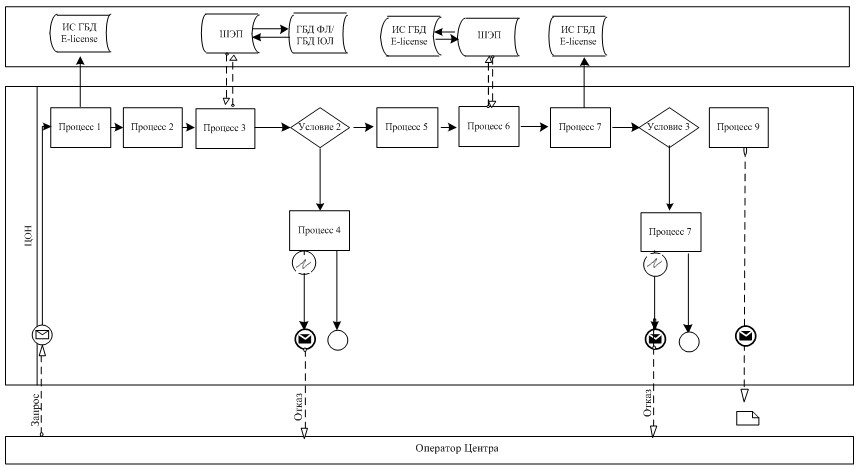 ИС ГБД
E-license
ШЭП
ГБД ФЛ/
ГБД ЮЛ
ИС ГБД
E-license
ШЭП
ИС ГБД
E-license
Процесс 1
Процесс 2
Процесс 3
Условие 2
Процесс 5
Процесс 6
Процесс 7
Условие 3
Процесс 9
ЦОН
Процесс 4
Процесс 7
Запрос
Отказ
Отказ
Оператор Центра